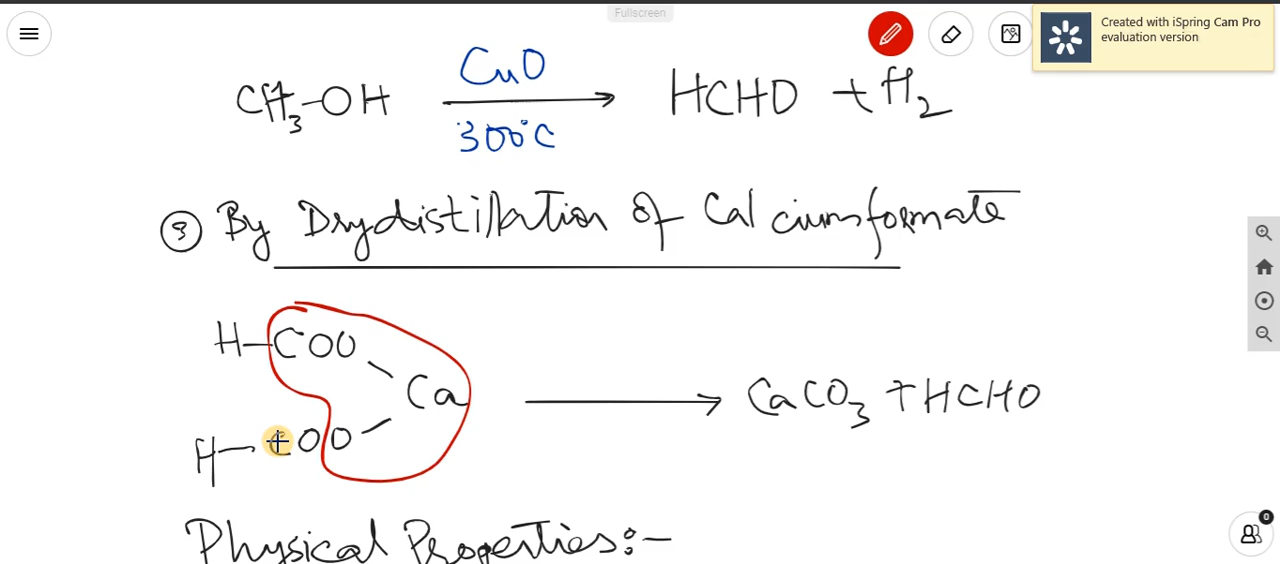 Fullscreen
Created with iSpring Cam Pro
evaluation version
CH3-OH CuO 300°C HCHO + H2
③ By Drydistillation of Calciumformate
H-COO
Ca CaCO3 + HCHO
H-COO
Physical Properties:-
0